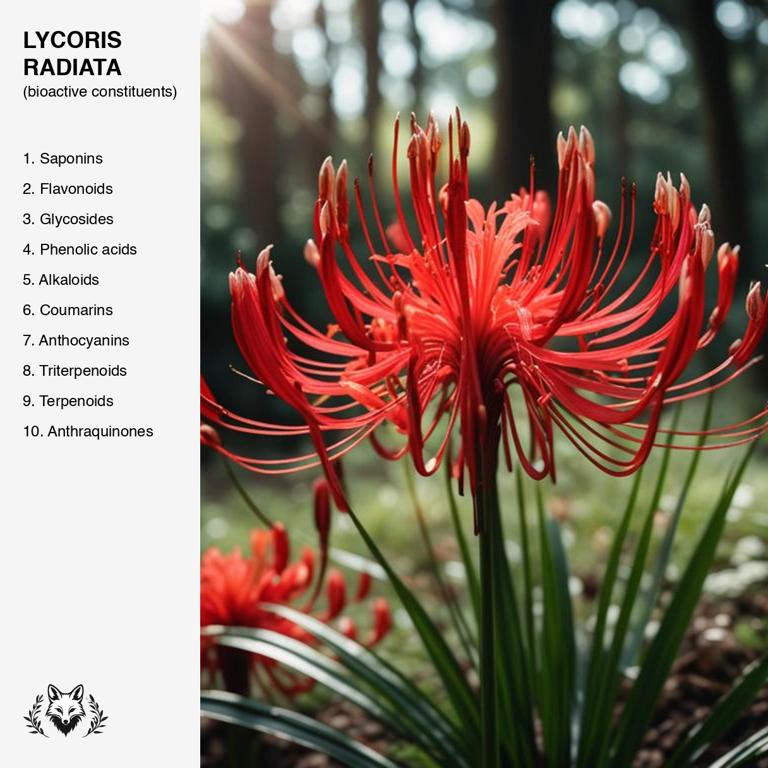 LYCORIS
RADIATA
(bioactive constituents)
1. Saponins
2. Flavonoids
3. Glycosides
4. Phenolic acids
5. Alkaloids
6. Coumarins
7. Anthocyanins
8. Triterpenoids
9. Terpenoids
10. Anthraquinones